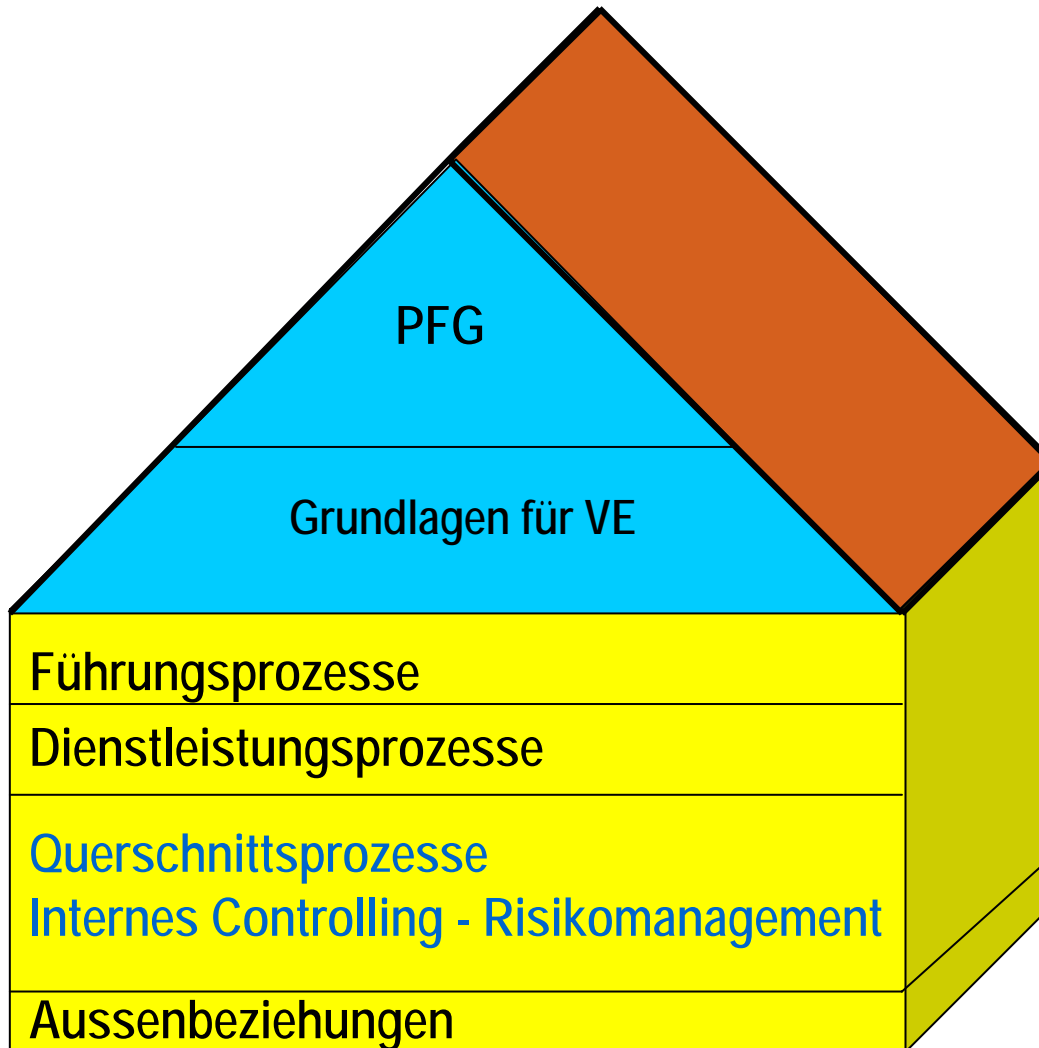 PFG
Grundlagen für VE
Führungsprozesse
Dienstleistungsprozesse
Querschnittsprozesse
Internes Controlling - Risikomanagement
Aussenbeziehungen